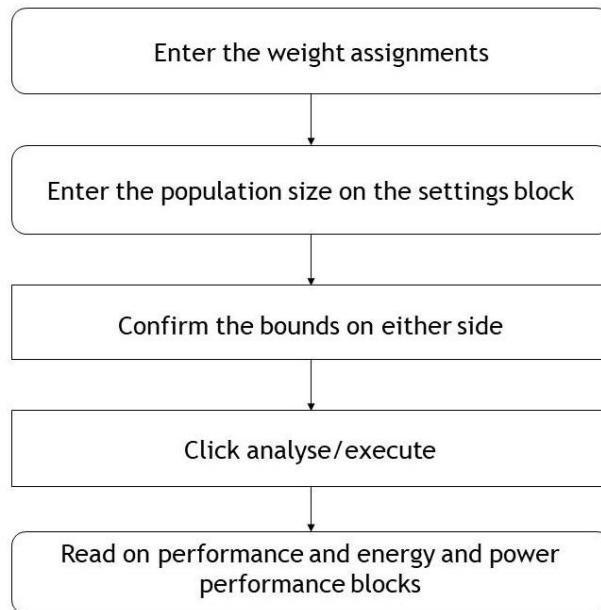 Enter the weight assignments
Enter the population size on the settings block
Confirm the bounds on either side
Click analyse/execute
Read on performance and energy and power
performance blocks